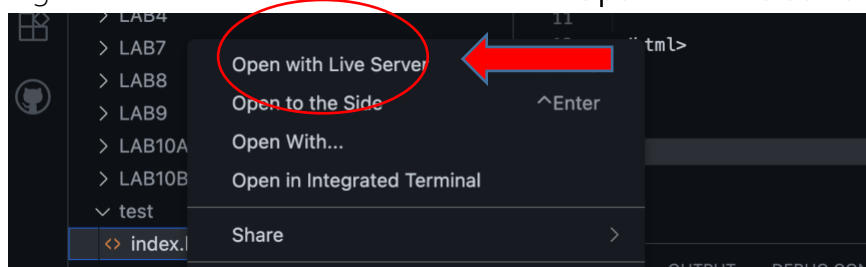 > LAB4
11
> LAB7
html>
Open with Live Server
> LAB8
Open to the Side ^Enter
> LAB9
Open With...
> LAB10A
> LAB10B
Open in Integrated Terminal
∨ test
Share >
<> index.